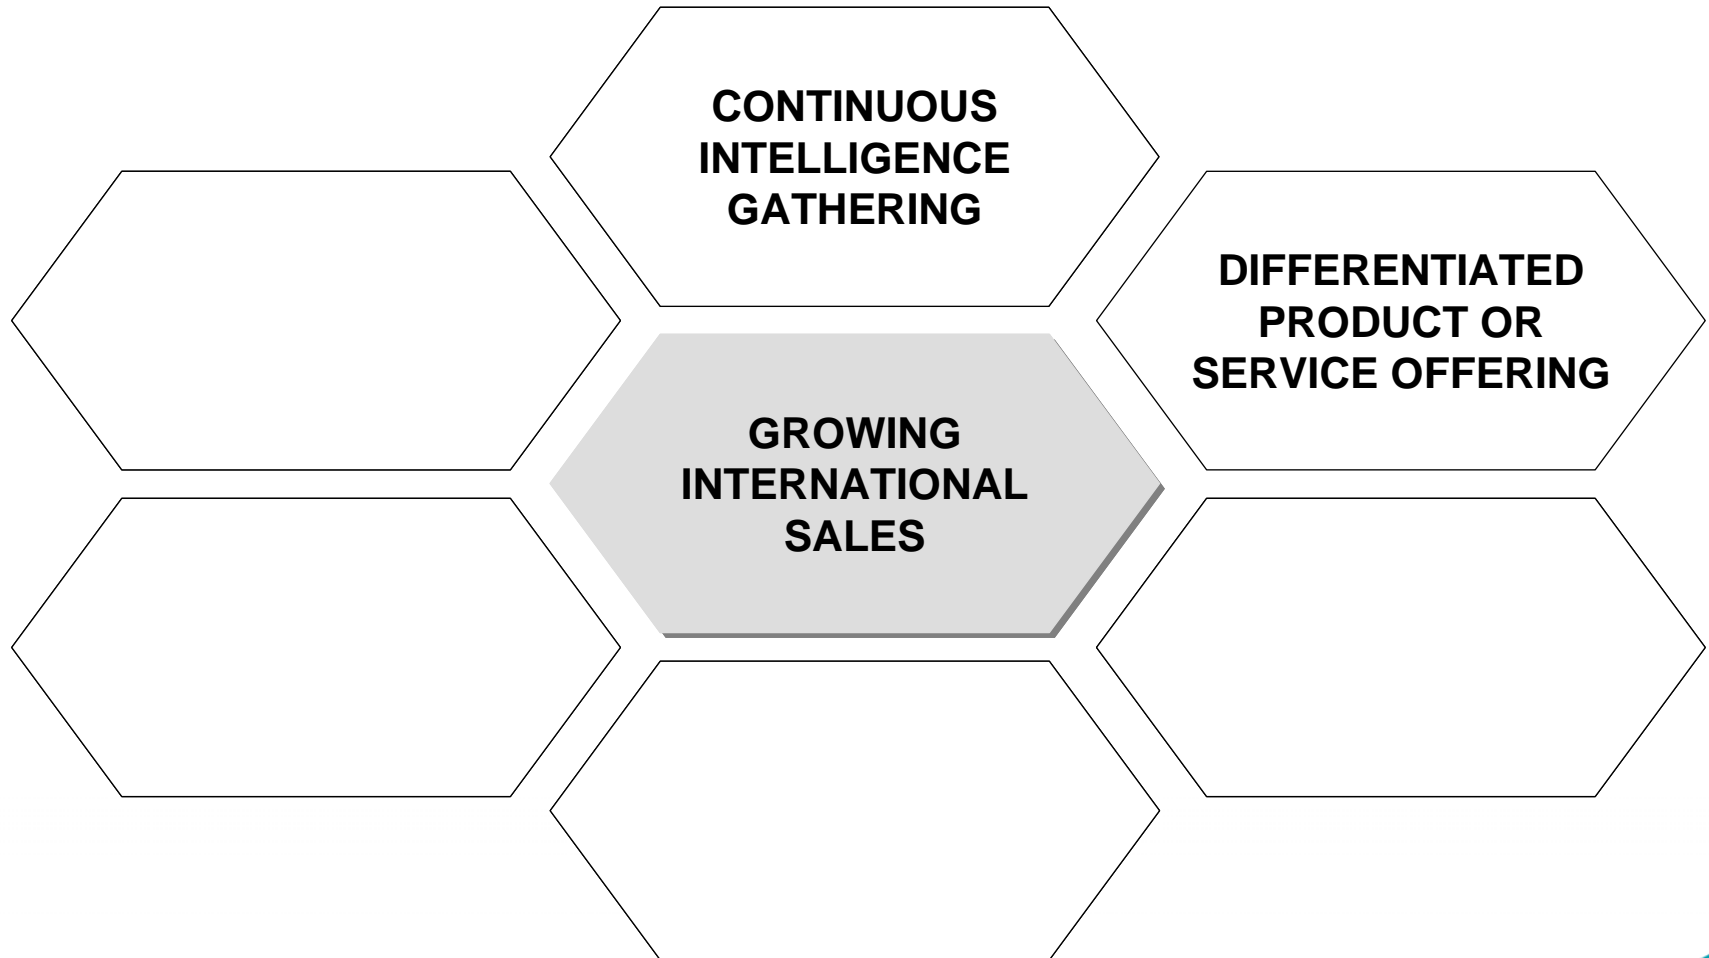 CONTINUOUS
INTELLIGENCE
GATHERING
DIFFERENTIATED
PRODUCT OR
SERVICE OFFERING
GROWING
INTERNATIONAL
SALES